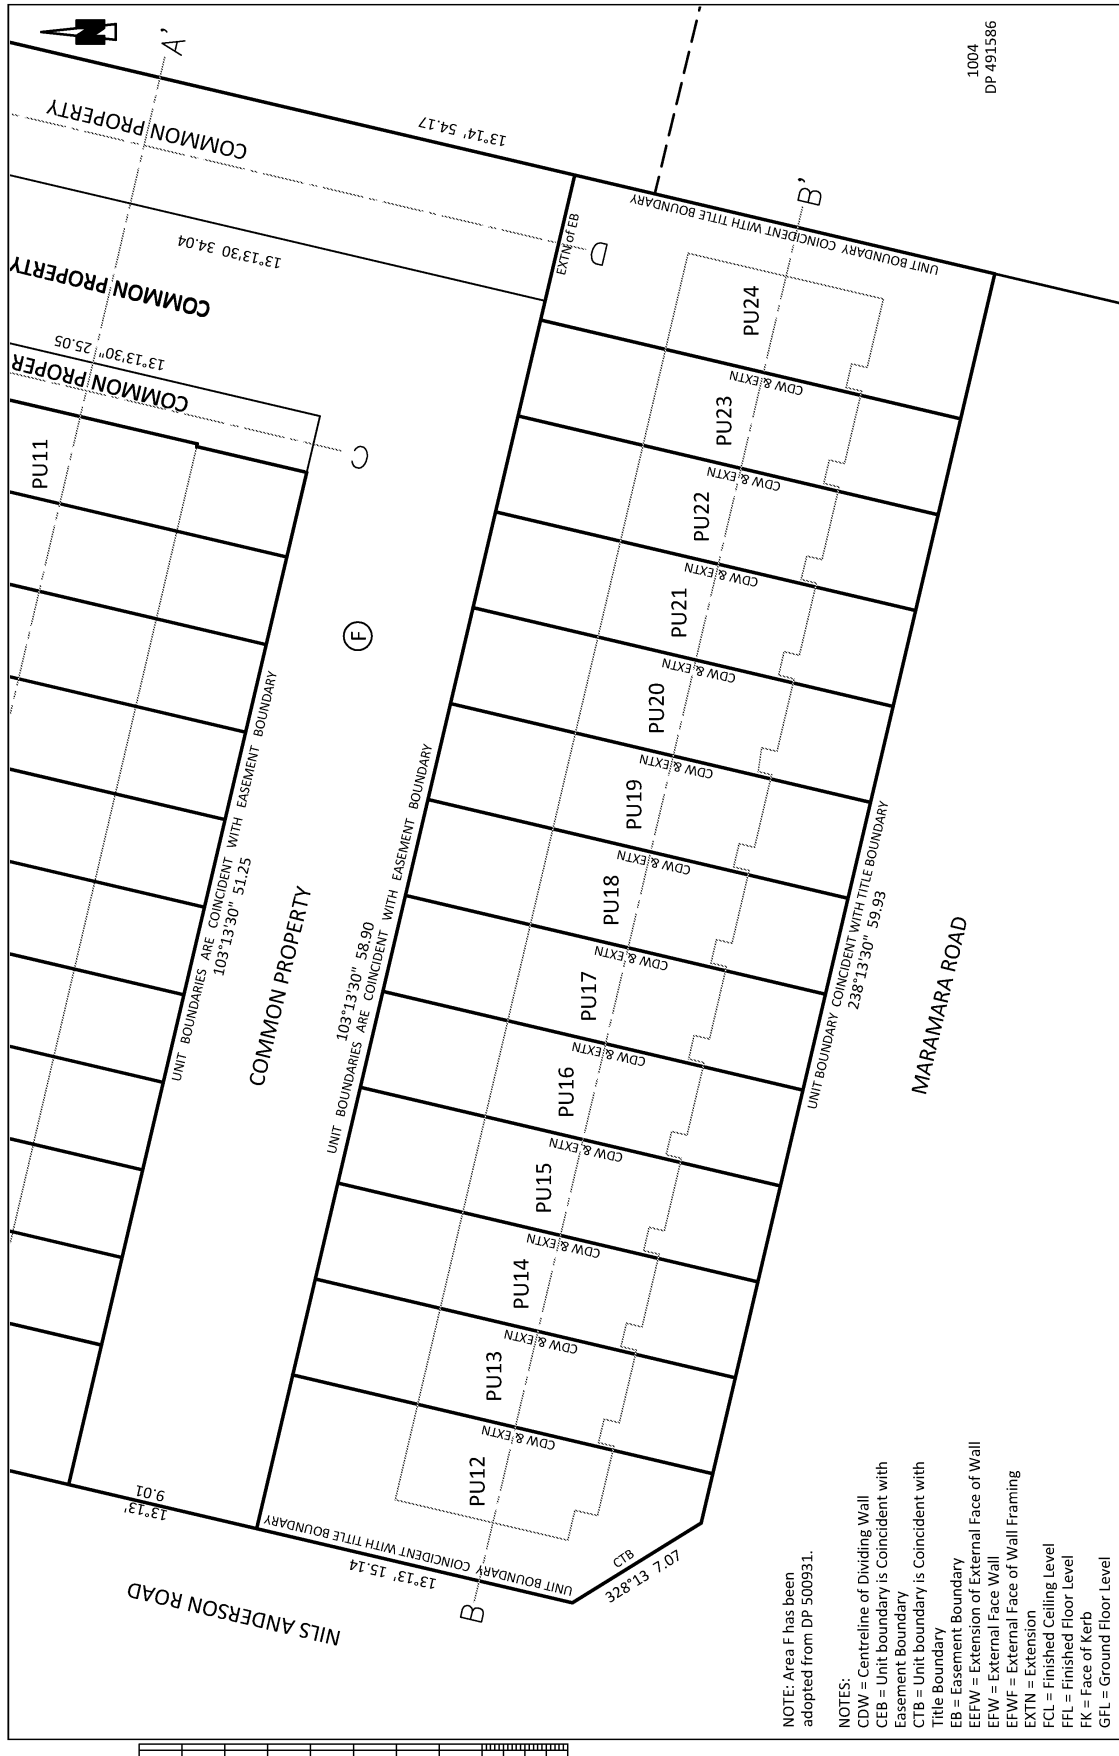 N
A'
COMMON PROPERTY
13°14' 54.17
1004
DP 491586
13°13'30 34.04
COMMON PROPERTY
13°13'30" 25.05
COMMON PROPER
PU11
C
D
EXTN of EB
B'
UNIT BOUNDARY COINCIDENT WITH TITLE BOUNDARY
PU24
CDW & EXTN
PU23
CDW & EXTN
PU22
CDW & EXTN
PU21
CDW & EXTN
PU20
CDW & EXTN
PU19
CDW & EXTN
PU18
CDW & EXTN
PU17
CDW & EXTN
PU16
CDW & EXTN
PU15
CDW & EXTN
PU14
CDW & EXTN
PU13
CDW & EXTN
PU12
F
UNIT BOUNDARIES ARE COINCIDENT WITH EASEMENT BOUNDARY
103°13'30" 51.25
COMMON PROPERTY
103°13'30" 58.90
UNIT BOUNDARIES ARE COINCIDENT WITH EASEMENT BOUNDARY
UNIT BOUNDARY COINCIDENT WITH TITLE BOUNDARY
238°13'30" 59.93
MARAMARA ROAD
13°13'
9.01
UNIT BOUNDARY COINCIDENT WITH TITLE BOUNDARY
13°13' 15.14
B
CTB
328°13 7.07
NILS ANDERSON ROAD
NOTE: Area F has been
adopted from DP 500931.
NOTES:
CDW = Centreline of Dividing Wall
CEB = Unit boundary is Coincident with
Easement Boundary
CTB = Unit boundary is Coincident with
Title Boundary
EB = Easement Boundary
EEFW = Extension of External Face of Wall
EFW = External Face Wall
EFWF = External Face of Wall Framing
EXTN = Extension
FCL = Finished Ceiling Level
FFL = Finished Floor Level
FK = Face of Kerb
GFL = Ground Floor Level